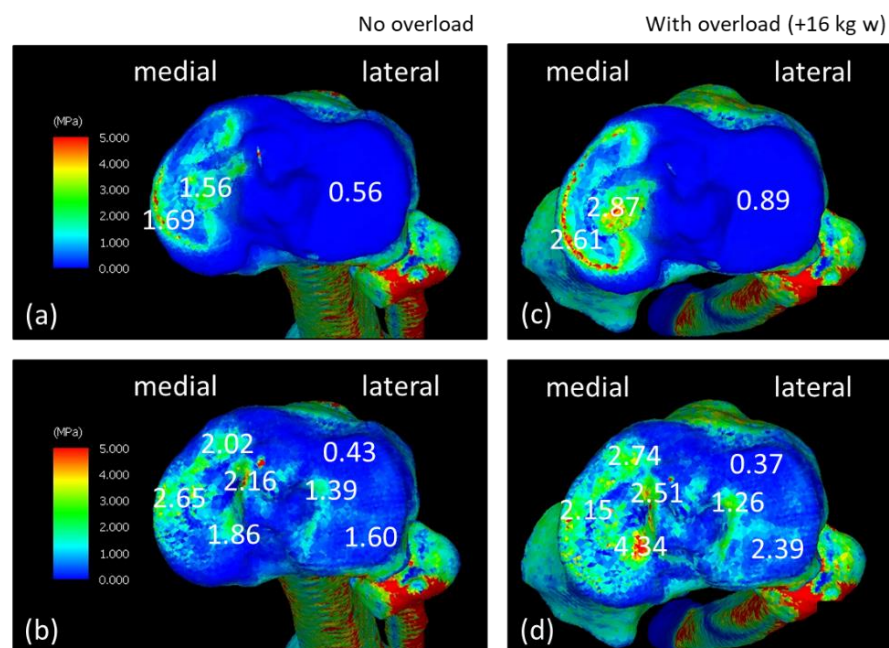 No overload
With overload (+16 kg w)
medial
lateral
(MPa)
5.000
4.000
3.000
2.000
1.000
0.000
1.56
1.69
0.56
(a)
medial
lateral
2.87
2.61
0.89
(c)
medial
lateral
(MPa)
5.000
4.000
3.000
2.000
1.000
0.000
2.02
0.43
2.16
2.65
1.39
1.86
1.60
(b)
medial
lateral
2.74
0.37
2.51
2.15
1.26
4.34
2.39
(d)